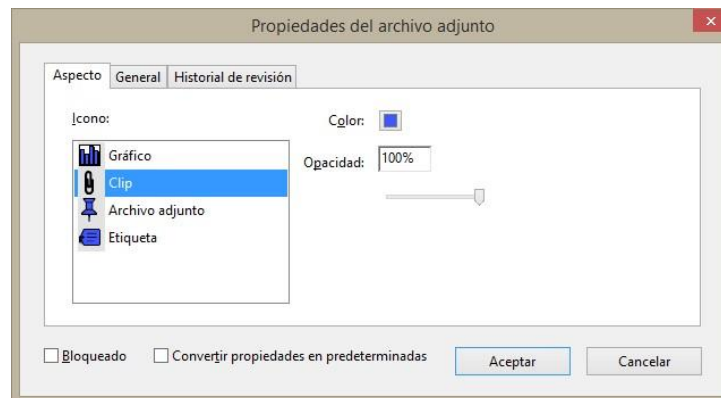 Propiedades del archivo adjunto
Aspecto General Historial de revisión
Icono: Color:
Gráfico Opacidad: 100%
Clip
Archivo adjunto
Etiqueta
Bloqueado Convertir propiedades en predeterminadas Aceptar Cancelar